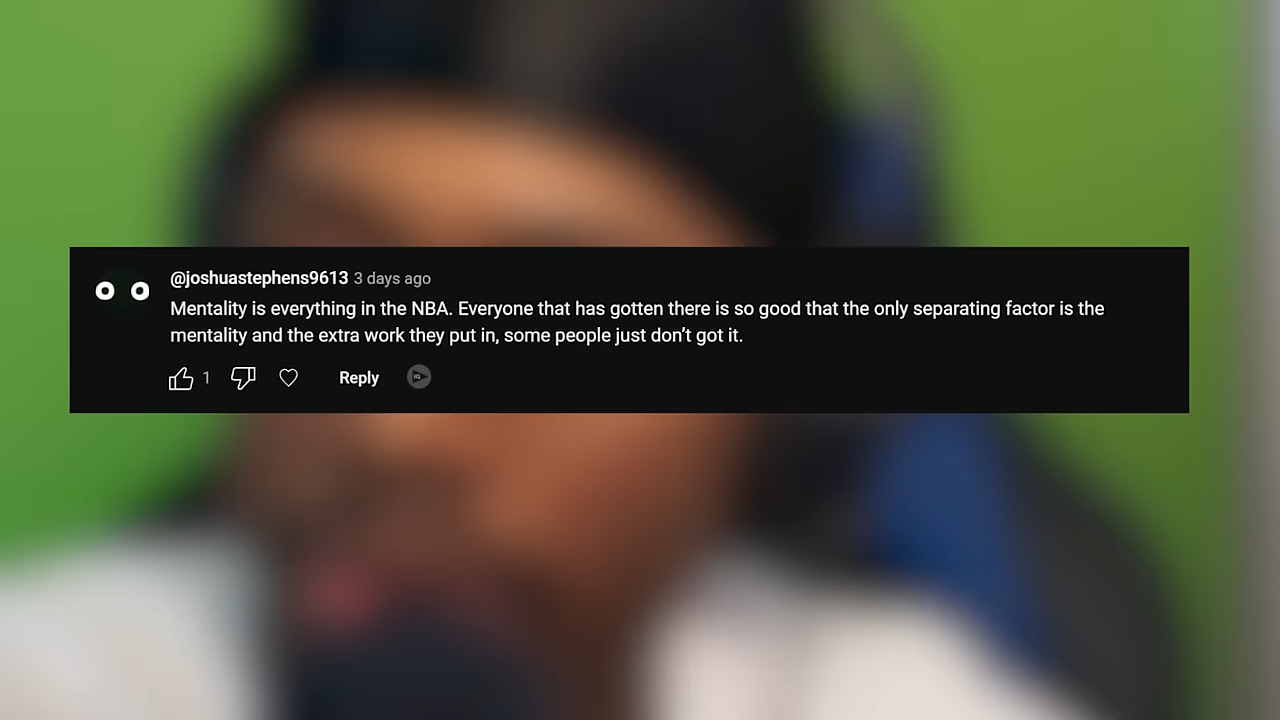 @joshuastephens9613 3 days ago
Mentality is everything in the NBA. Everyone that has gotten there is so good that the only separating factor is the
mentality and the extra work they put in, some people just don’t got it.
1 Reply